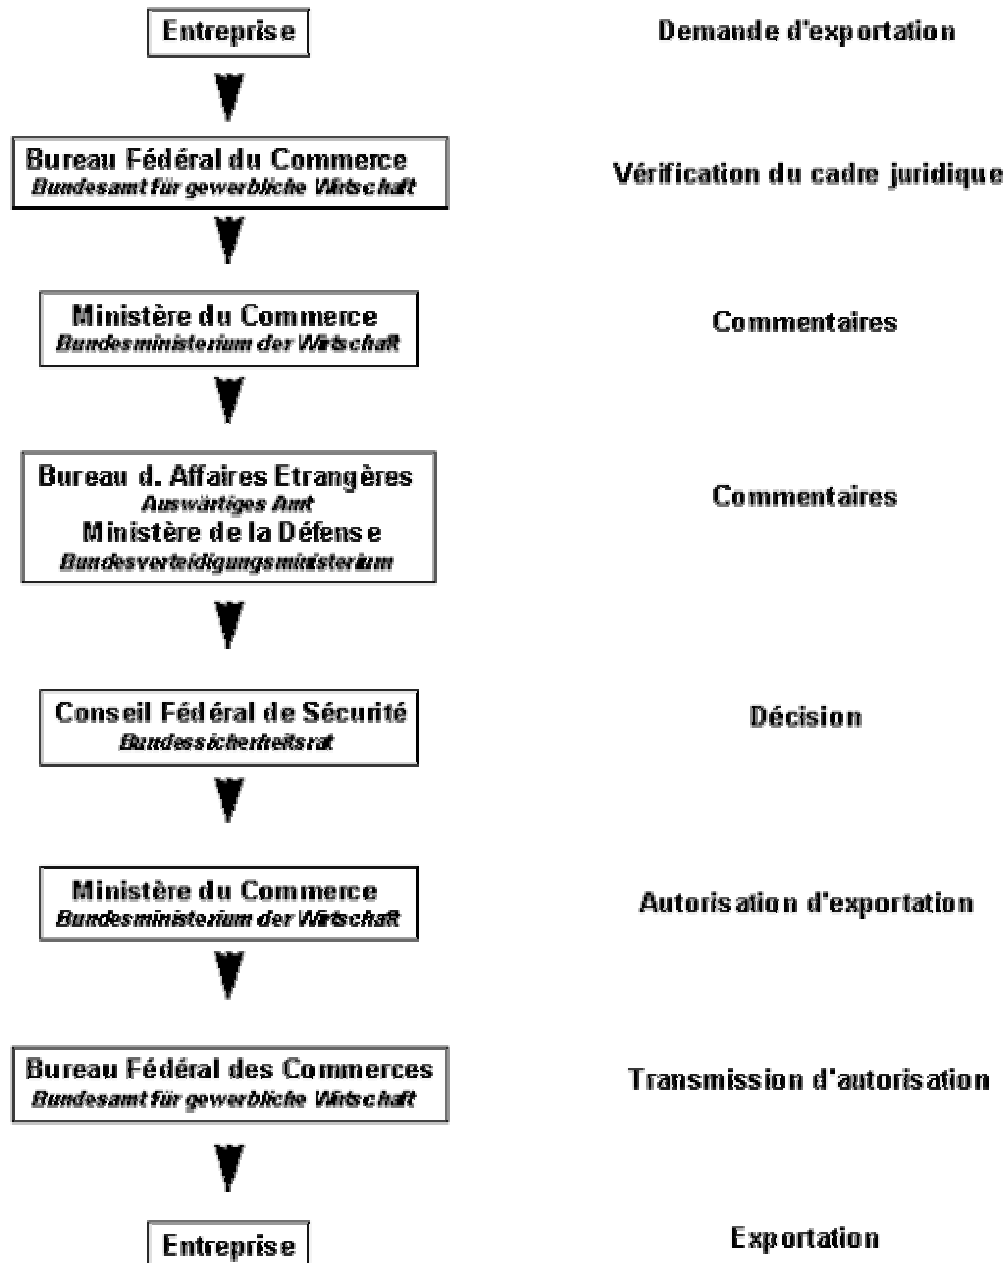 Entreprise
Demande d'exportation
Bureau Fédéral du Commerce
Bundesamt für gewerbliche Wirtschaft
Vérification du cadre juridique
Ministère du Commerce
Bundesministerium der Wirtschaft
Commentaires
Bureau d. Affaires Etrangères
Auswärtiges Amt
Ministère de la Défense
Bundesverteidigungsministerium
Commentaires
Conseil Fédéral de Sécurité
Bundessicherheitsrat
Décision
Ministère du Commerce
Bundesministerium der Wirtschaft
Autorisation d'exportation
Bureau Fédéral des Commerces
Bundesamt für gewerbliche Wirtschaft
Transmission d'autorisation
Entreprise
Exportation